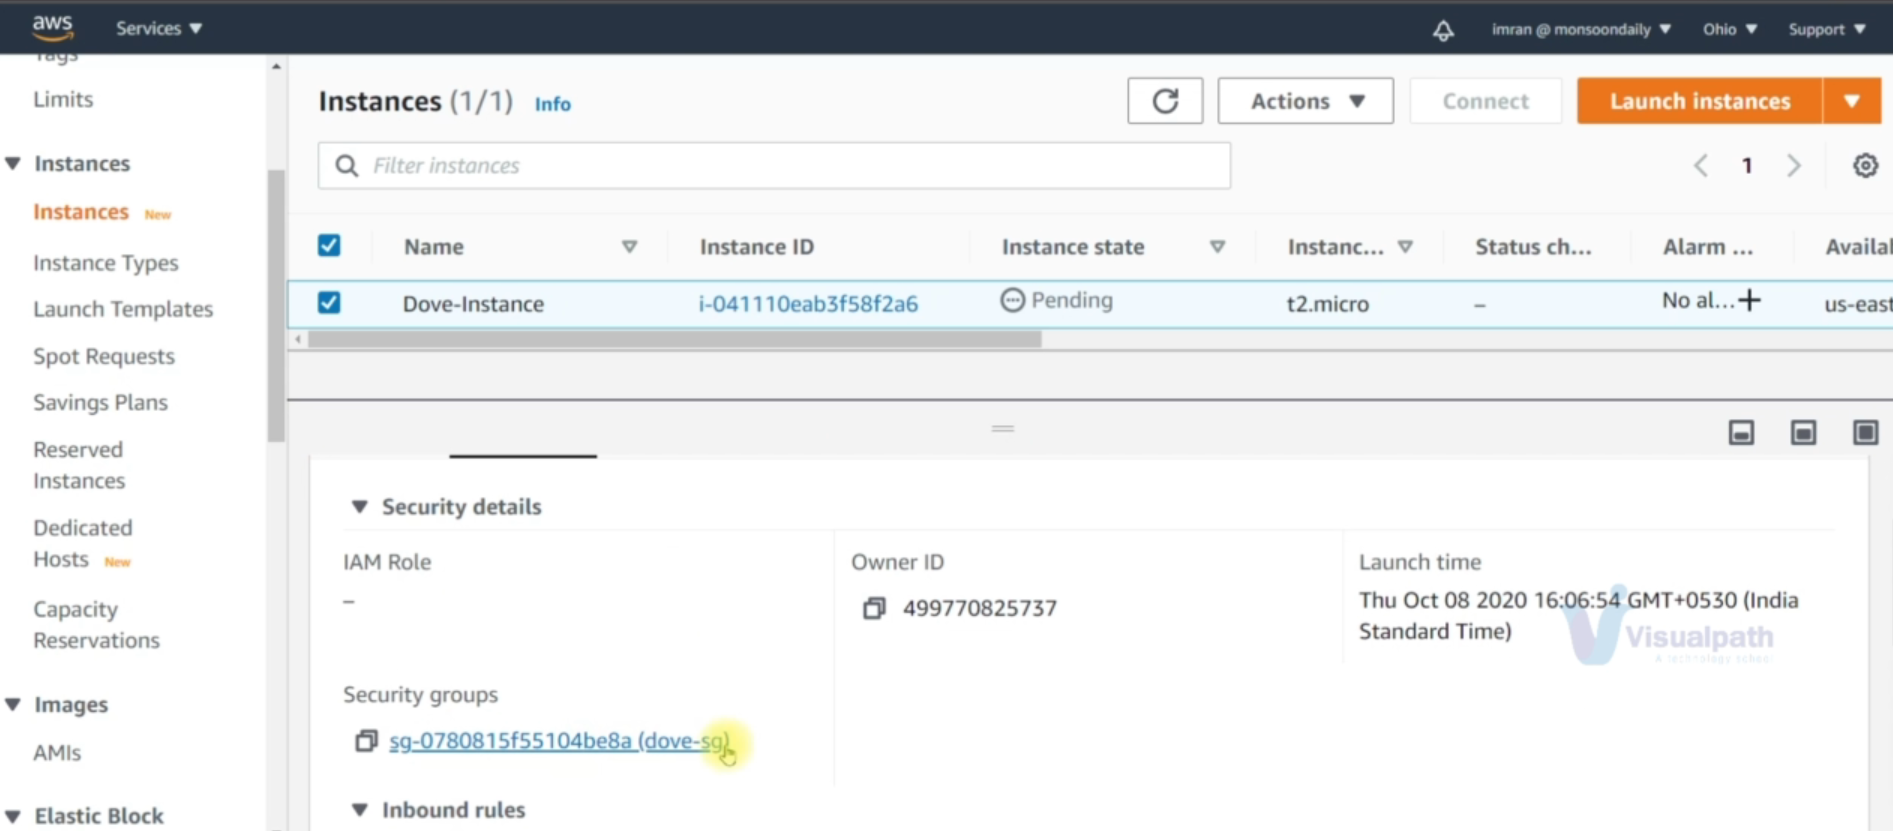 aws Services imran @ monsoondaily Ohio Support
Tags
Limits
Instances
Instances New
Instance Types
Launch Templates
Spot Requests
Savings Plans
Reserved
Instances
Dedicated
Hosts New
Capacity
Reservations
Images
AMIs
Elastic Block
Instances (1/1) Info
Actions Connect Launch instances
Filter instances
1
Name Instance ID Instance state Instanc... Status ch... Alarm ... Availal
Dove-Instance i-041110eab3f58f2a6 Pending t2.micro – No al... us-east
Security details
IAM Role
–
Owner ID
499770825737
Launch time
Thu Oct 08 2020 16:06:54 GMT+0530 (India
Standard Time)
Visualpath
A technology school
Security groups
sg-0780815f55104be8a (dove-sg)
Inbound rules